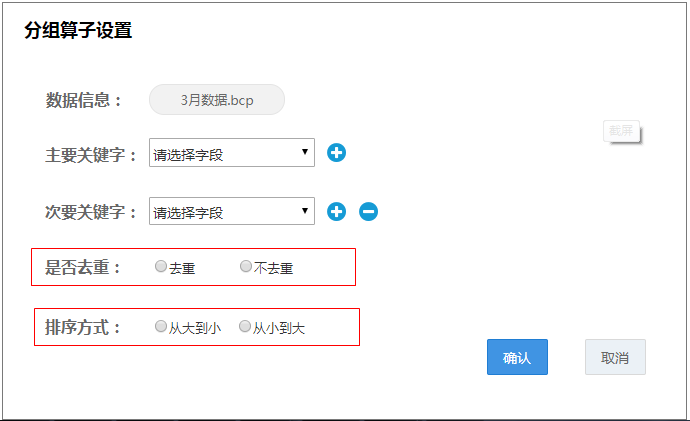 分组算子设置
数据信息： 3月数据.bcp
截屏
主要关键字： 请选择字段
次要关键字： 请选择字段
是否去重： 去重 不去重
排序方式： 从大到小 从小到大
确认 取消